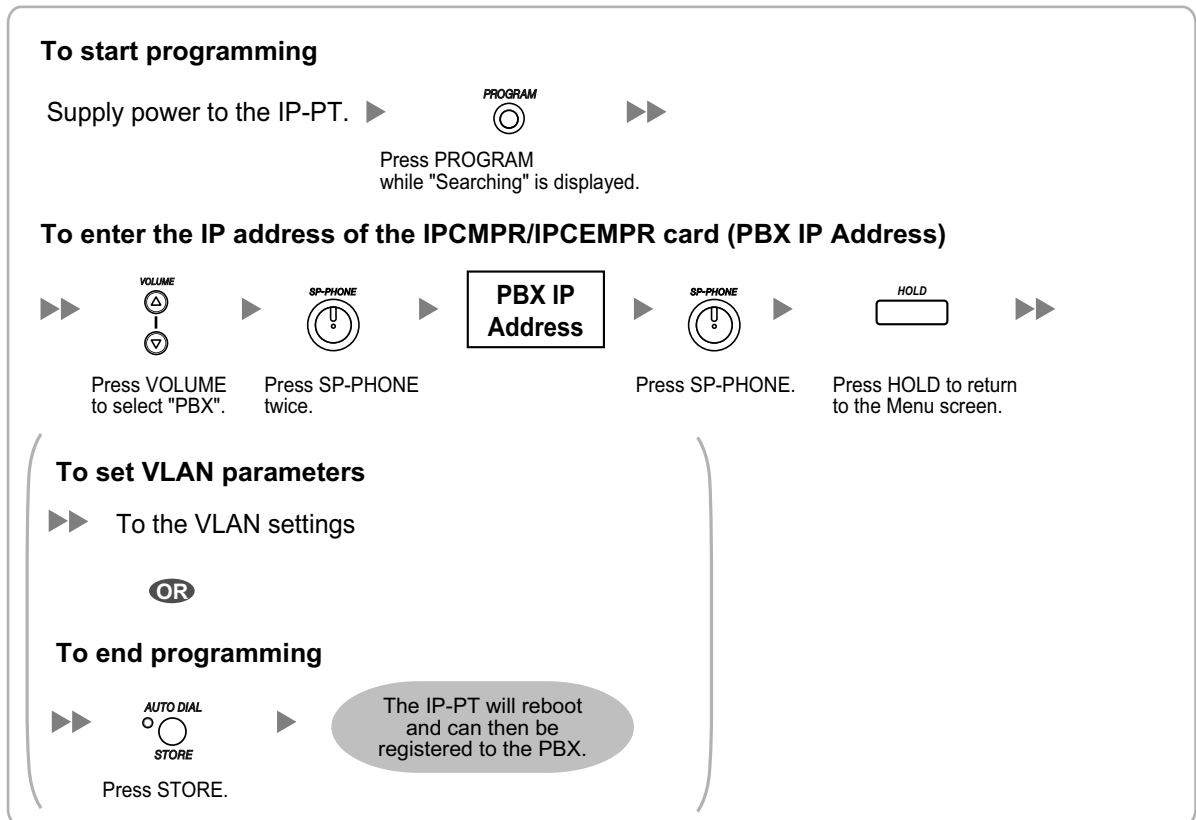 To start programming
Supply power to the IP-PT.
PROGRAM
Press PROGRAM
while "Searching" is displayed.
To enter the IP address of the IPCMPR/IPCEMPR card (PBX IP Address)
VOLUME
Press VOLUME
to select "PBX".
SP-PHONE
Press SP-PHONE
twice.
PBX IP
Address
SP-PHONE
Press SP-PHONE.
HOLD
Press HOLD to return
to the Menu screen.
To set VLAN parameters
To the VLAN settings
OR
To end programming
AUTO DIAL
STORE
Press STORE.
The IP-PT will reboot
and can then be
registered to the PBX.